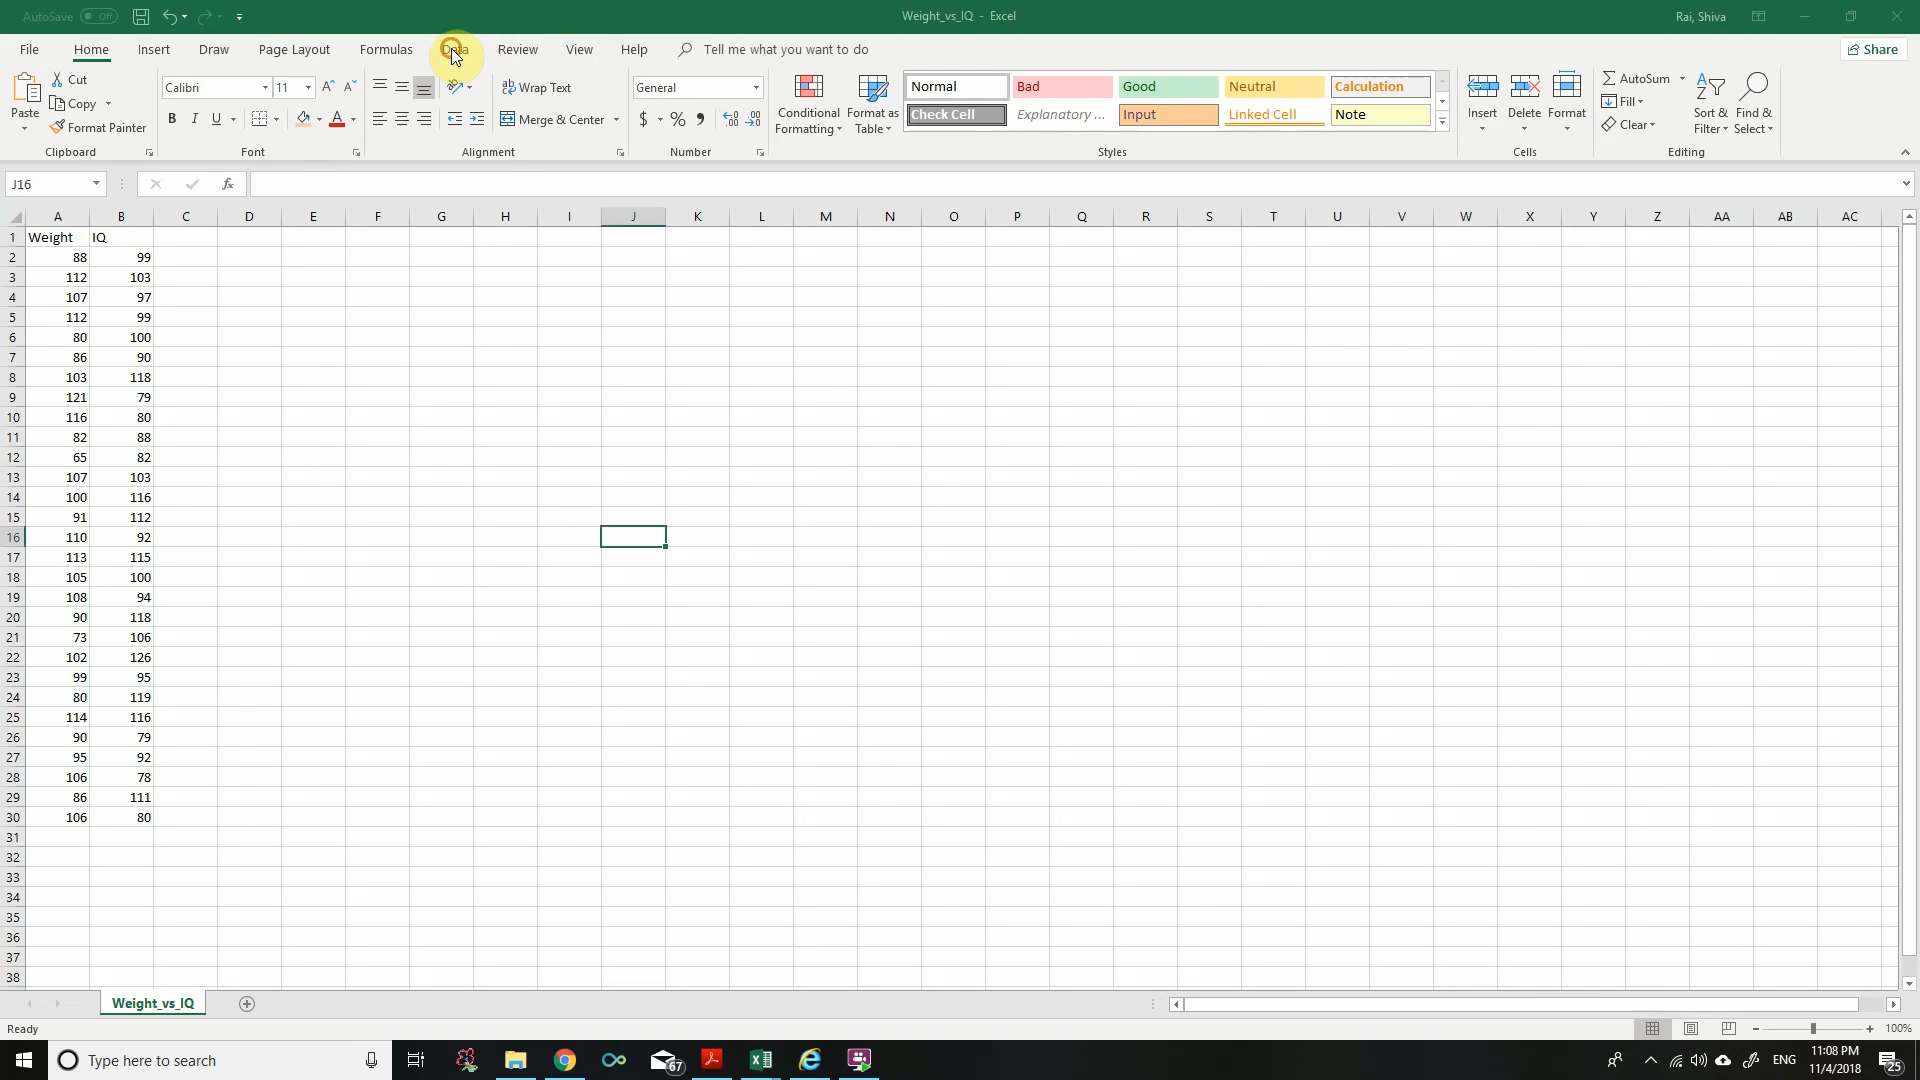 AutoSave Off
Weight_vs_IQ - Excel
Rai, Shiva
File Home Insert Draw Page Layout Formulas Data Review View Help Tell me what you want to do
Share
Paste
Cut
Copy
Format Painter
Clipboard
Calibri 11
B I U
Font
Wrap Text
Merge & Center
Alignment
General
$ % ,
Number
Conditional Formatting
Format as Table
Normal Bad Good Neutral Calculation
Check Cell Explanatory ... Input Linked Cell Note
Styles
Insert Delete Format
Cells
AutoSum
Fill
Clear
Sort & Filter
Find & Select
Editing
J16
fx
A B C D E F G H I J K L M N O P Q R S T U V W X Y Z AA AB AC
1 Weight IQ
2 88 99
3 112 103
4 107 97
5 112 99
6 80 100
7 86 90
8 103 118
9 121 79
10 116 80
11 82 88
12 65 82
13 107 103
14 100 116
15 91 112
16 110 92
17 113 115
18 105 100
19 108 94
20 90 118
21 73 106
22 102 126
23 99 95
24 80 119
25 114 116
26 90 79
27 95 92
28 106 78
29 86 111
30 106 80
31
32
33
34
35
36
37
38
Weight_vs_IQ
Ready
100%
Type here to search
67
ENG
11:08 PM
11/4/2018
25